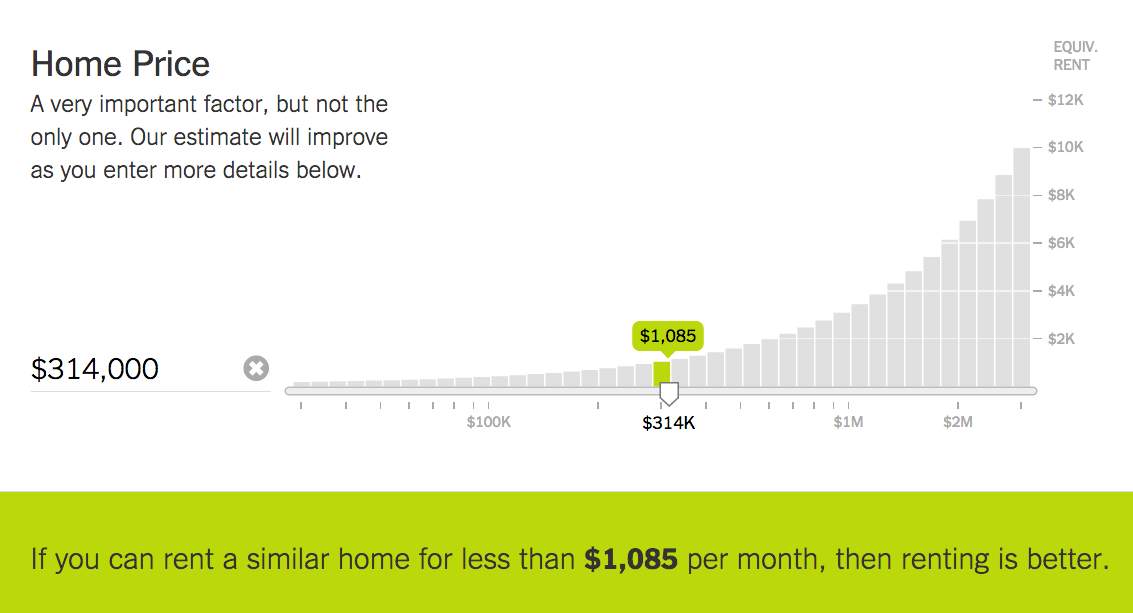 Home Price
A very important factor, but not the
only one. Our estimate will improve
as you enter more details below.
EQUIV.
RENT
$12K
$10K
$8K
$6K
$4K
$2K
$1,085
$314,000
$100K
$314K
$1M
$2M
If you can rent a similar home for less than $1,085 per month, then renting is better.